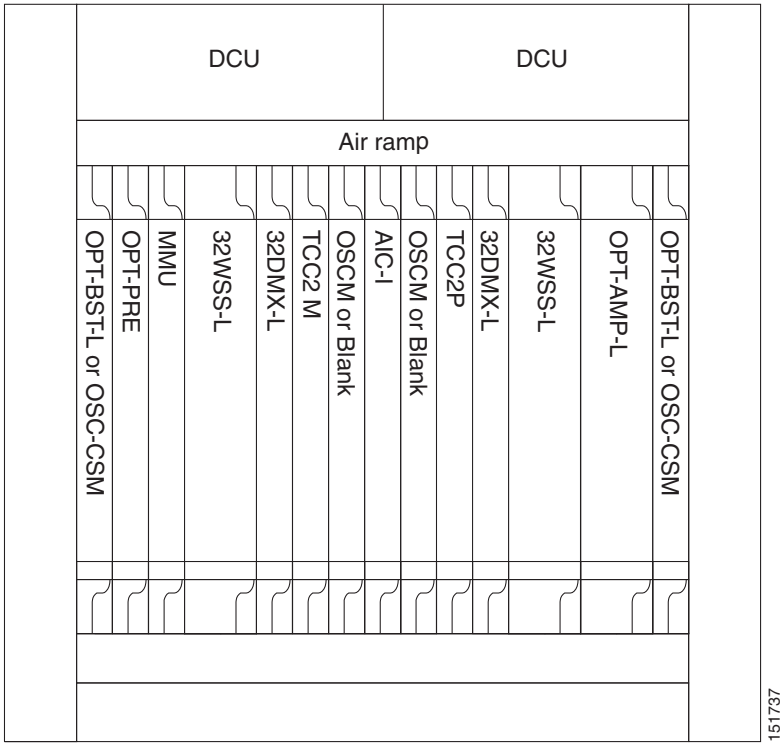 DCU
DCU
Air ramp
OPT-BST-L or OSC-CSM
OPT-PRE
MMU
32WSS-L
32DMX-L
TCC2 M
OSCM or Blank
AIC-I
OSCM or Blank
TCC2P
32DMX-L
32WSS-L
OPT-AMP-L
OPT-BST-L or OSC-CSM
151737